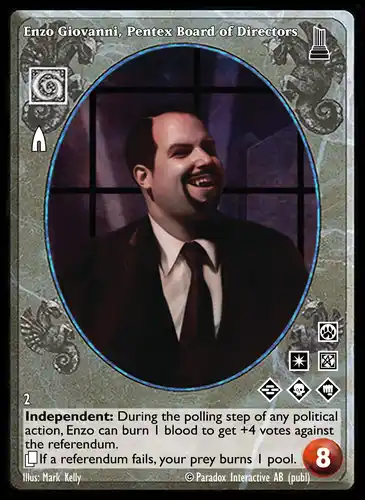 Enzo Giovanni, Pentex Board of Directors
2
Independent: During the polling step of any political
action, Enzo can burn 1 blood to get +4 votes against
the referendum.
If a referendum fails, your prey burns 1 pool.
8
Illus: Mark Kelly
© Paradox Interactive AB (publ)